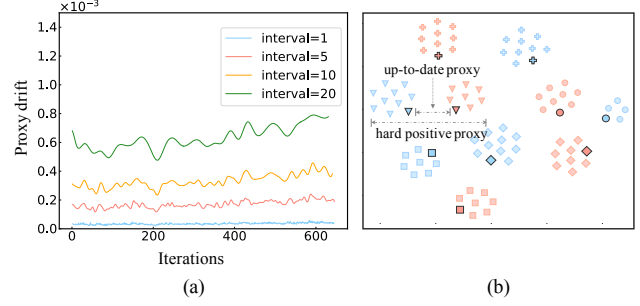 ×10⁻³
1.4
1.2
1.0
0.8
0.6
0.4
0.2
0.0
Proxy drift
interval=1
interval=5
interval=10
interval=20
0
200
400
600
Iterations
(a)
up-to-date proxy
hard positive proxy
(b)